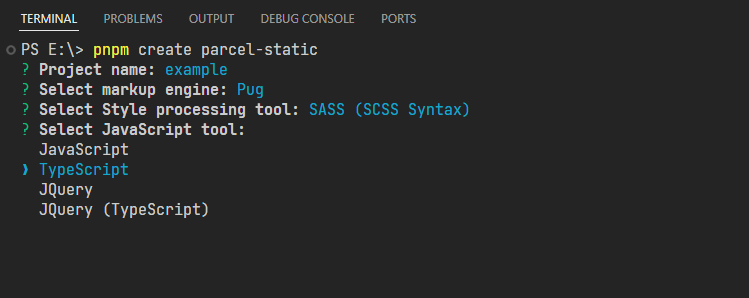 TERMINAL PROBLEMS OUTPUT DEBUG CONSOLE PORTS
PS E:\> pnpm create parcel-static
? Project name: example
? Select markup engine: Pug
? Select Style processing tool: SASS (SCSS Syntax)
? Select JavaScript tool:
JavaScript
❯ TypeScript
JQuery
JQuery (TypeScript)